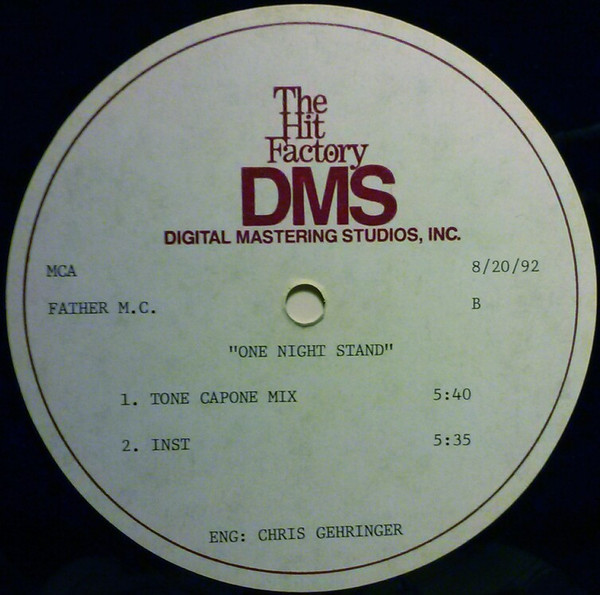 The
Hit
Factory
DMS
DIGITAL MASTERING STUDIOS, INC.
MCA 8/20/92
FATHER M.C. B
"ONE NIGHT STAND"
1. TONE CAPONE MIX 5:40
2. INST 5:35
ENG: CHRIS GEHRINGER